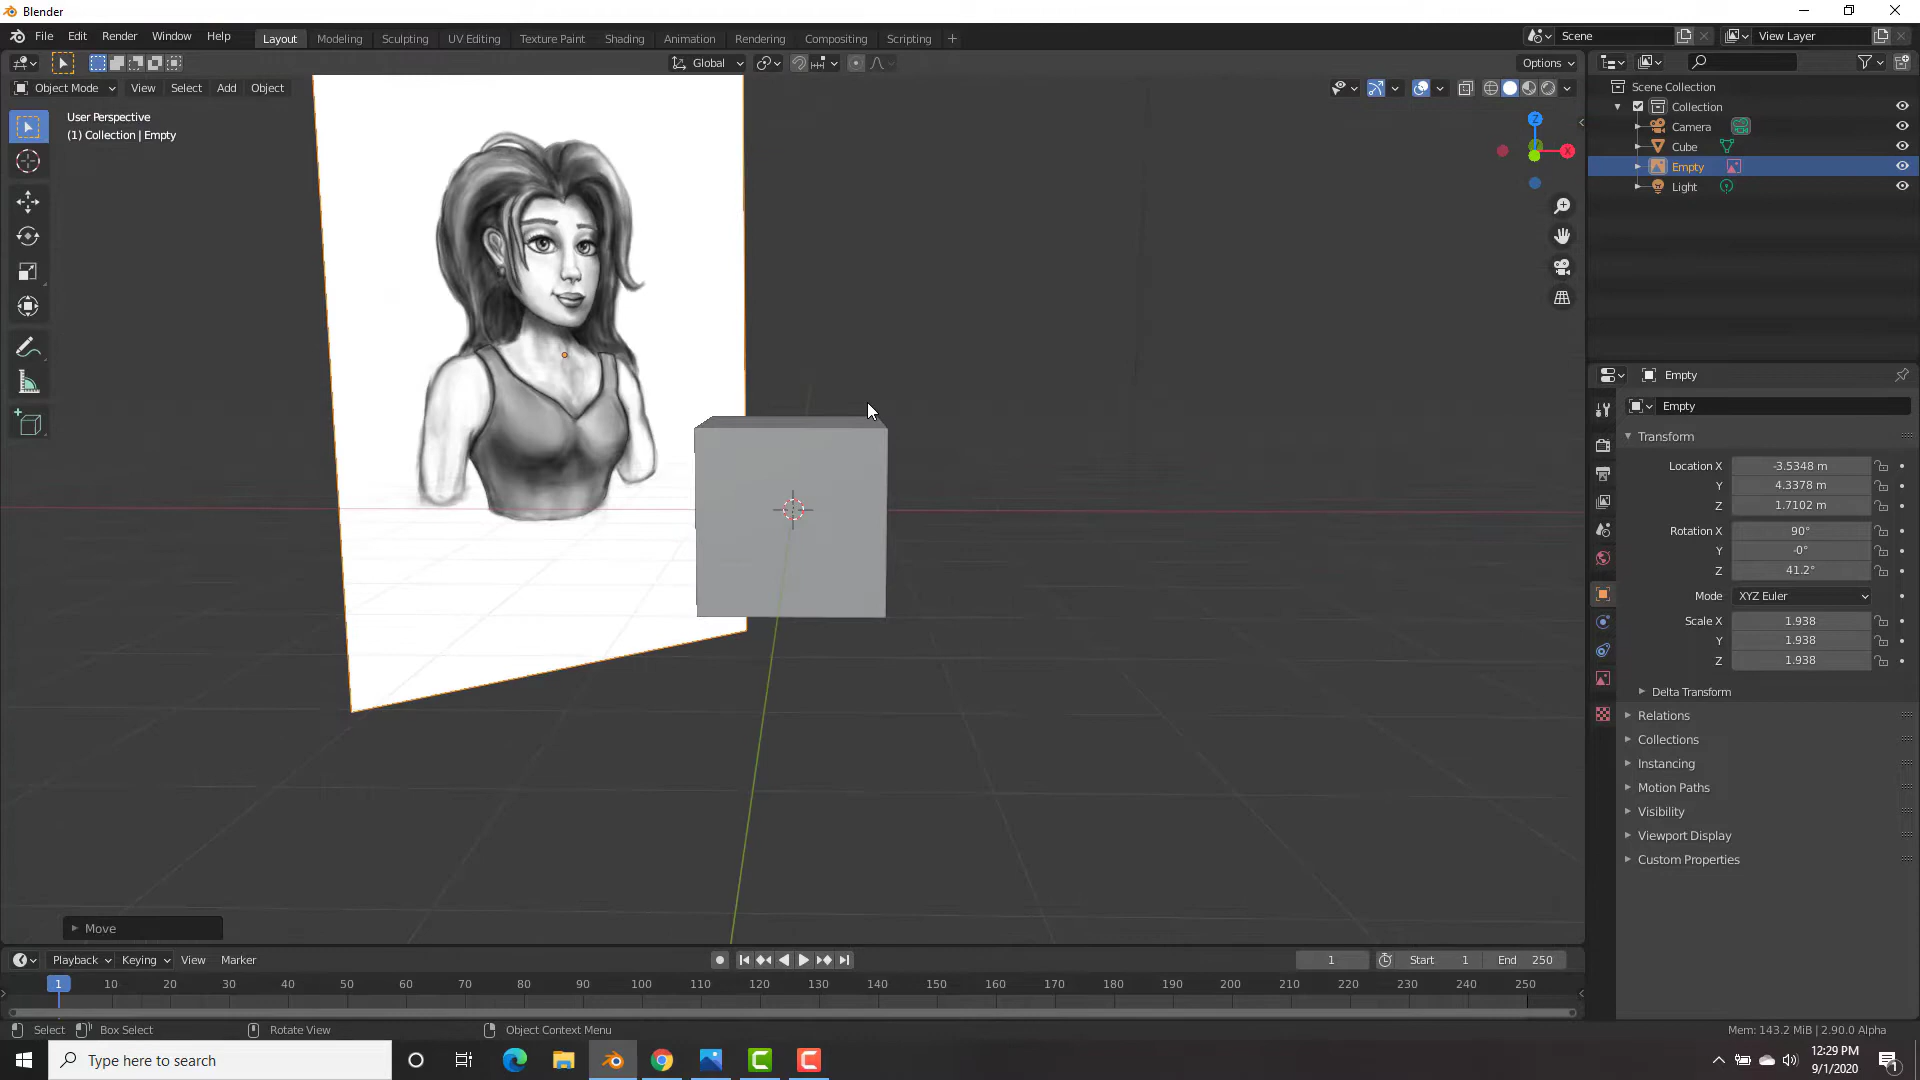 Blender
File Edit Render Window Help
Layout Modeling Sculpting UV Editing Texture Paint Shading Animation Rendering Compositing Scripting +
Scene
View Layer
Global
Options
Object Mode View Select Add Object
User Perspective
(1) Collection | Empty
Z
X
Scene Collection
Collection
Camera
Cube
Empty
Light
Empty
Empty
Transform
Location X -3.5348 m
Y 4.3378 m
Z 1.7102 m
Rotation X 90°
Y -0°
Z 41.2°
Mode XYZ Euler
Scale X 1.938
Y 1.938
Z 1.938
Delta Transform
Relations
Collections
Instancing
Motion Paths
Visibility
Viewport Display
Custom Properties
Move
Playback Keying View Marker
1 Start 1 End 250
1 10 20 30 40 50 60 70 80 90 100 110 120 130 140 150 160 170 180 190 200 210 220 230 240 250
Select Box Select Rotate View Object Context Menu
Mem: 143.2 MiB | 2.90.0 Alpha
Type here to search
12:29 PM
9/1/2020
1